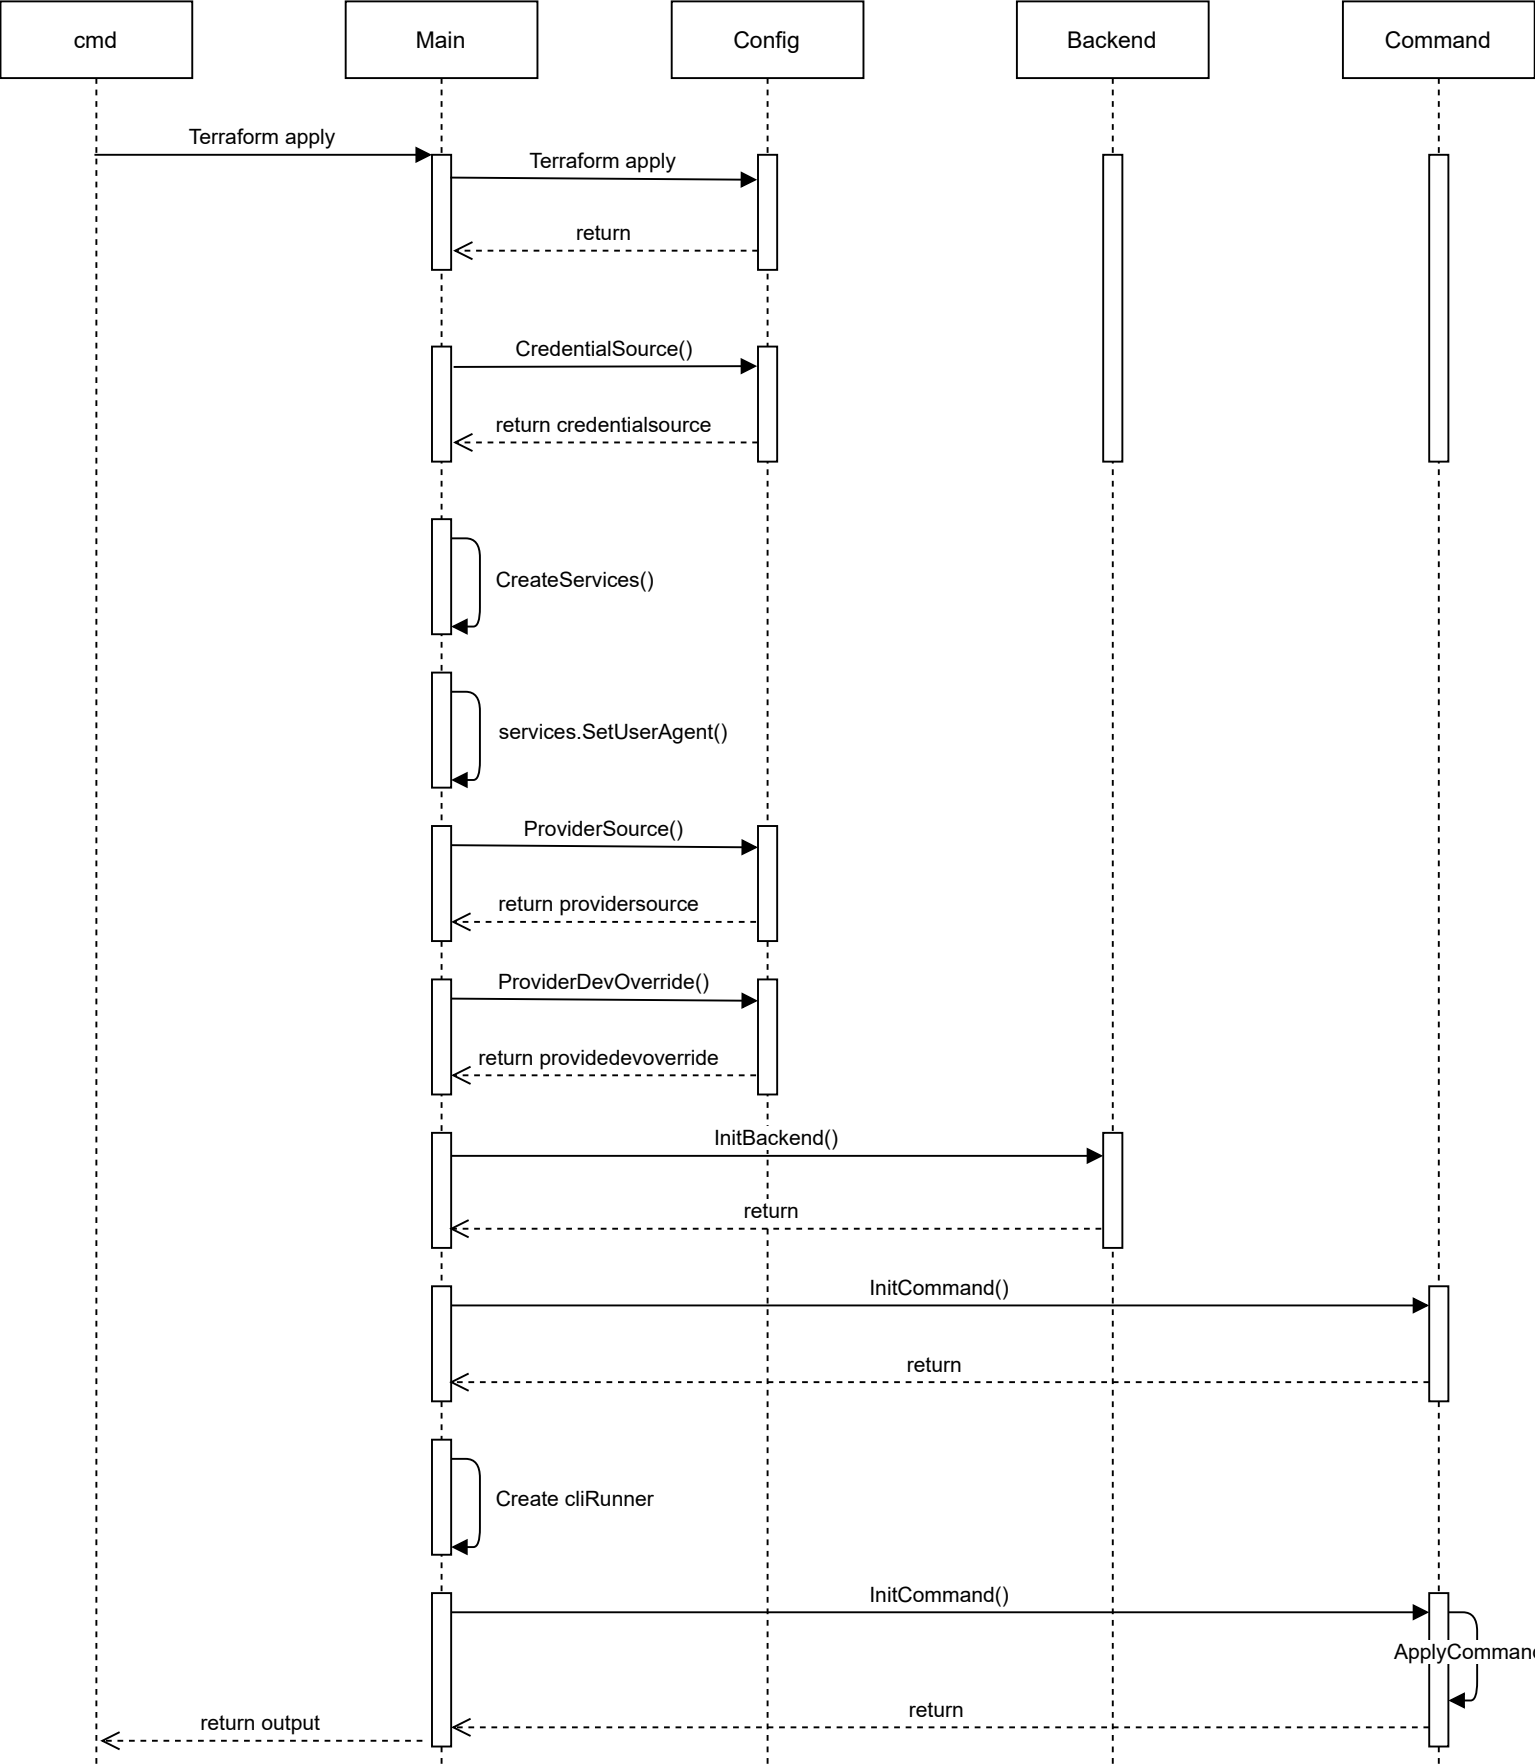 cmd
Main
Config
Backend
Command
Terraform apply
Terraform apply
return
CredentialSource()
return credentialsource
CreateServices()
services.SetUserAgent()
ProviderSource()
return providersource
ProviderDevOverride()
return providedevoverride
InitBackend()
return
InitCommand()
return
Create cliRunner
InitCommand()
return
return output